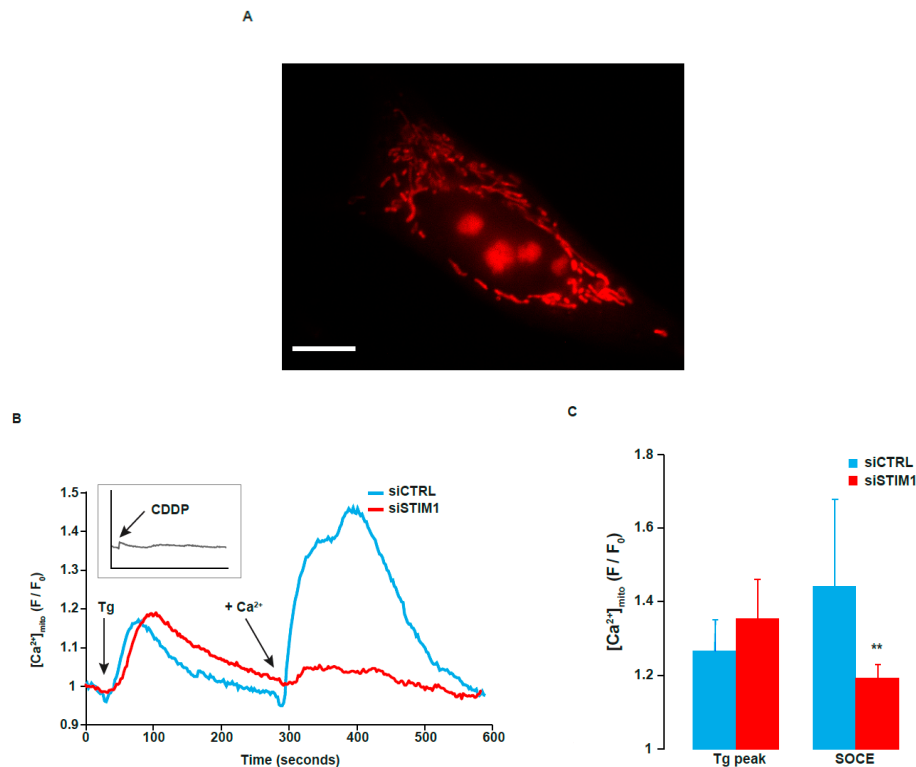 A
B
C
[Ca²⁺]mito (F / F0)
1.5
1.4
1.3
1.2
1.1
1
0.9
CDDP
Tg
+ Ca²⁺
siCTRL
siSTIM1
0
100
200
300
400
500
600
Time (seconds)
[Ca²⁺]mito (F / F0)
1.8
1.6
1.4
1.2
1
siCTRL
siSTIM1
**
Tg peak
SOCE